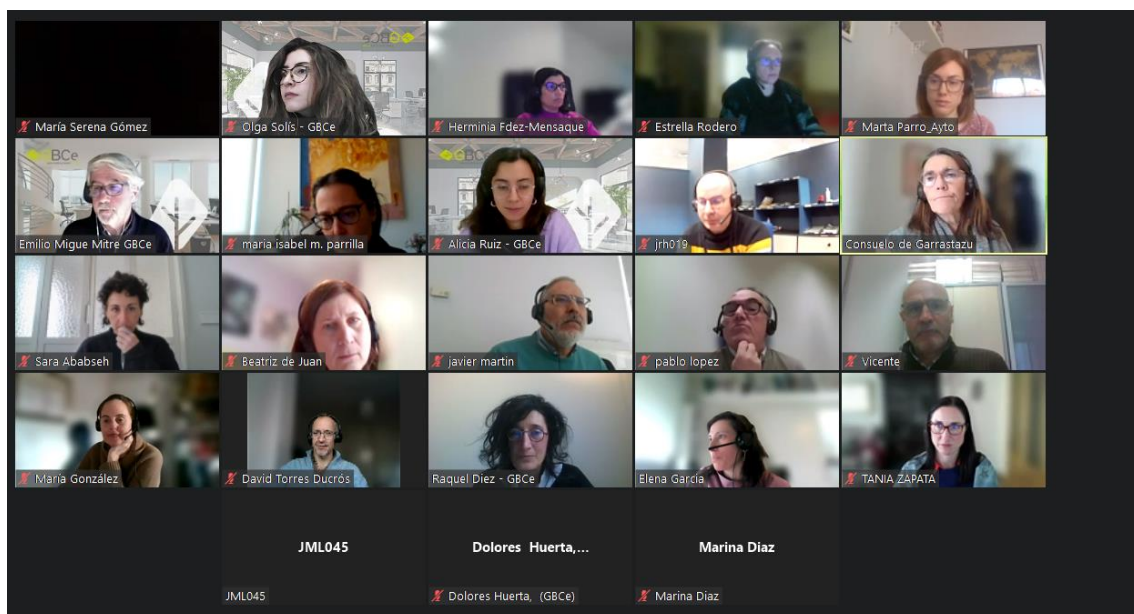 María Serena Gómez
GBCe
Olga Solís - GBCe
Herminia Fdez-Mensaque
Estrella Rodero
Marta Parro_Ayto
BCe
Emilio Migue Mitre GBCe
maria isabel m. parrilla
GBC
Alicia Ruiz - GBCe
jrh019
Consuelo de Garrastazu
Sara Ababseh
Beatriz de Juan
javier martin
pablo lopez
Vicente
María González
David Torres Ducrós
Raquel Diez - GBCe
Elena García
TANIA ZAPATA
JML045
Dolores Huerta,...
Marina Diaz
JML045
Dolores Huerta, (GBCe)
Marina Diaz